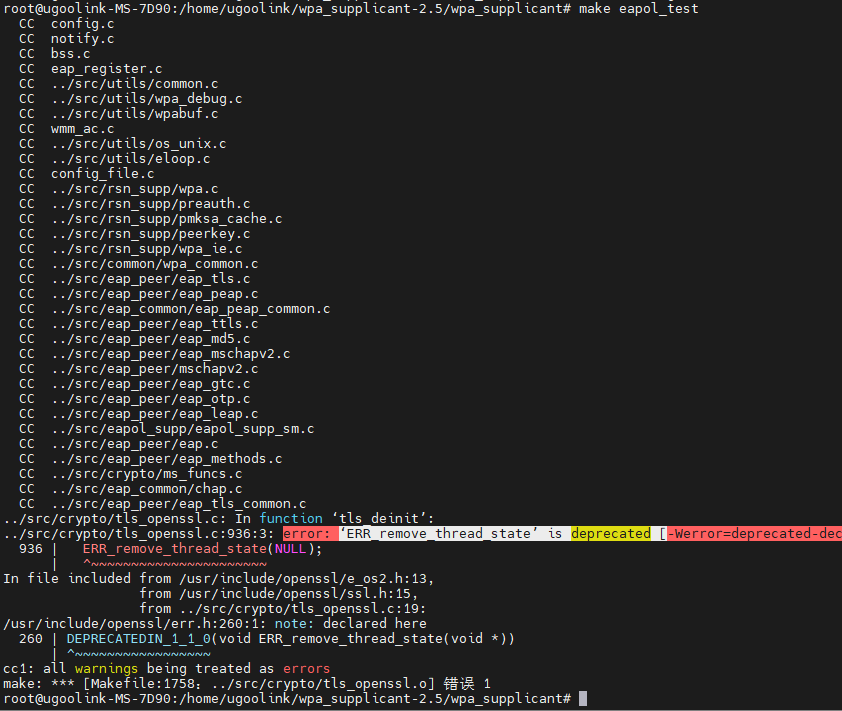 root@ugoolink-MS-7D90:/home/ugoolink/wpa_supplicant-2.5/wpa_supplicant# make eapol_test
  CC  config.c
  CC  notify.c
  CC  bss.c
  CC  eap_register.c
  CC  ../src/utils/common.c
  CC  ../src/utils/wpa_debug.c
  CC  ../src/utils/wpabuf.c
  CC  wmm_ac.c
  CC  ../src/utils/os_unix.c
  CC  ../src/utils/eloop.c
  CC  config_file.c
  CC  ../src/rsn_supp/wpa.c
  CC  ../src/rsn_supp/preauth.c
  CC  ../src/rsn_supp/pmksa_cache.c
  CC  ../src/rsn_supp/peerkey.c
  CC  ../src/rsn_supp/wpa_ie.c
  CC  ../src/common/wpa_common.c
  CC  ../src/eap_peer/eap_tls.c
  CC  ../src/eap_peer/eap_peap.c
  CC  ../src/eap_common/eap_peap_common.c
  CC  ../src/eap_peer/eap_ttls.c
  CC  ../src/eap_peer/eap_md5.c
  CC  ../src/eap_peer/eap_mschapv2.c
  CC  ../src/eap_peer/mschapv2.c
  CC  ../src/eap_peer/eap_gtc.c
  CC  ../src/eap_peer/eap_otp.c
  CC  ../src/eap_peer/eap_leap.c
  CC  ../src/eapol_supp/eapol_supp_sm.c
  CC  ../src/eap_peer/eap.c
  CC  ../src/eap_peer/eap_methods.c
  CC  ../src/crypto/ms_funcs.c
  CC  ../src/eap_common/chap.c
  CC  ../src/eap_peer/eap_tls_common.c
../src/crypto/tls_openssl.c: In function ‘tls_deinit’:
../src/crypto/tls_openssl.c:936:3: error: ‘ERR_remove_thread_state’ is deprecated [-Werror=deprecated-dec
  936 |   ERR_remove_thread_state(NULL);
      |   ^~~~~~~~~~~~~~~~~~~~~~~
In file included from /usr/include/openssl/e_os2.h:13,
                 from /usr/include/openssl/ssl.h:15,
                 from ../src/crypto/tls_openssl.c:19:
/usr/include/openssl/err.h:260:1: note: declared here
  260 | DEPRECATEDIN_1_1_0(void ERR_remove_thread_state(void *))
      | ^~~~~~~~~~~~~~~~~~
cc1: all warnings being treated as errors
make: *** [Makefile:1758：../src/crypto/tls_openssl.o] 错误 1
root@ugoolink-MS-7D90:/home/ugoolink/wpa_supplicant-2.5/wpa_supplicant#